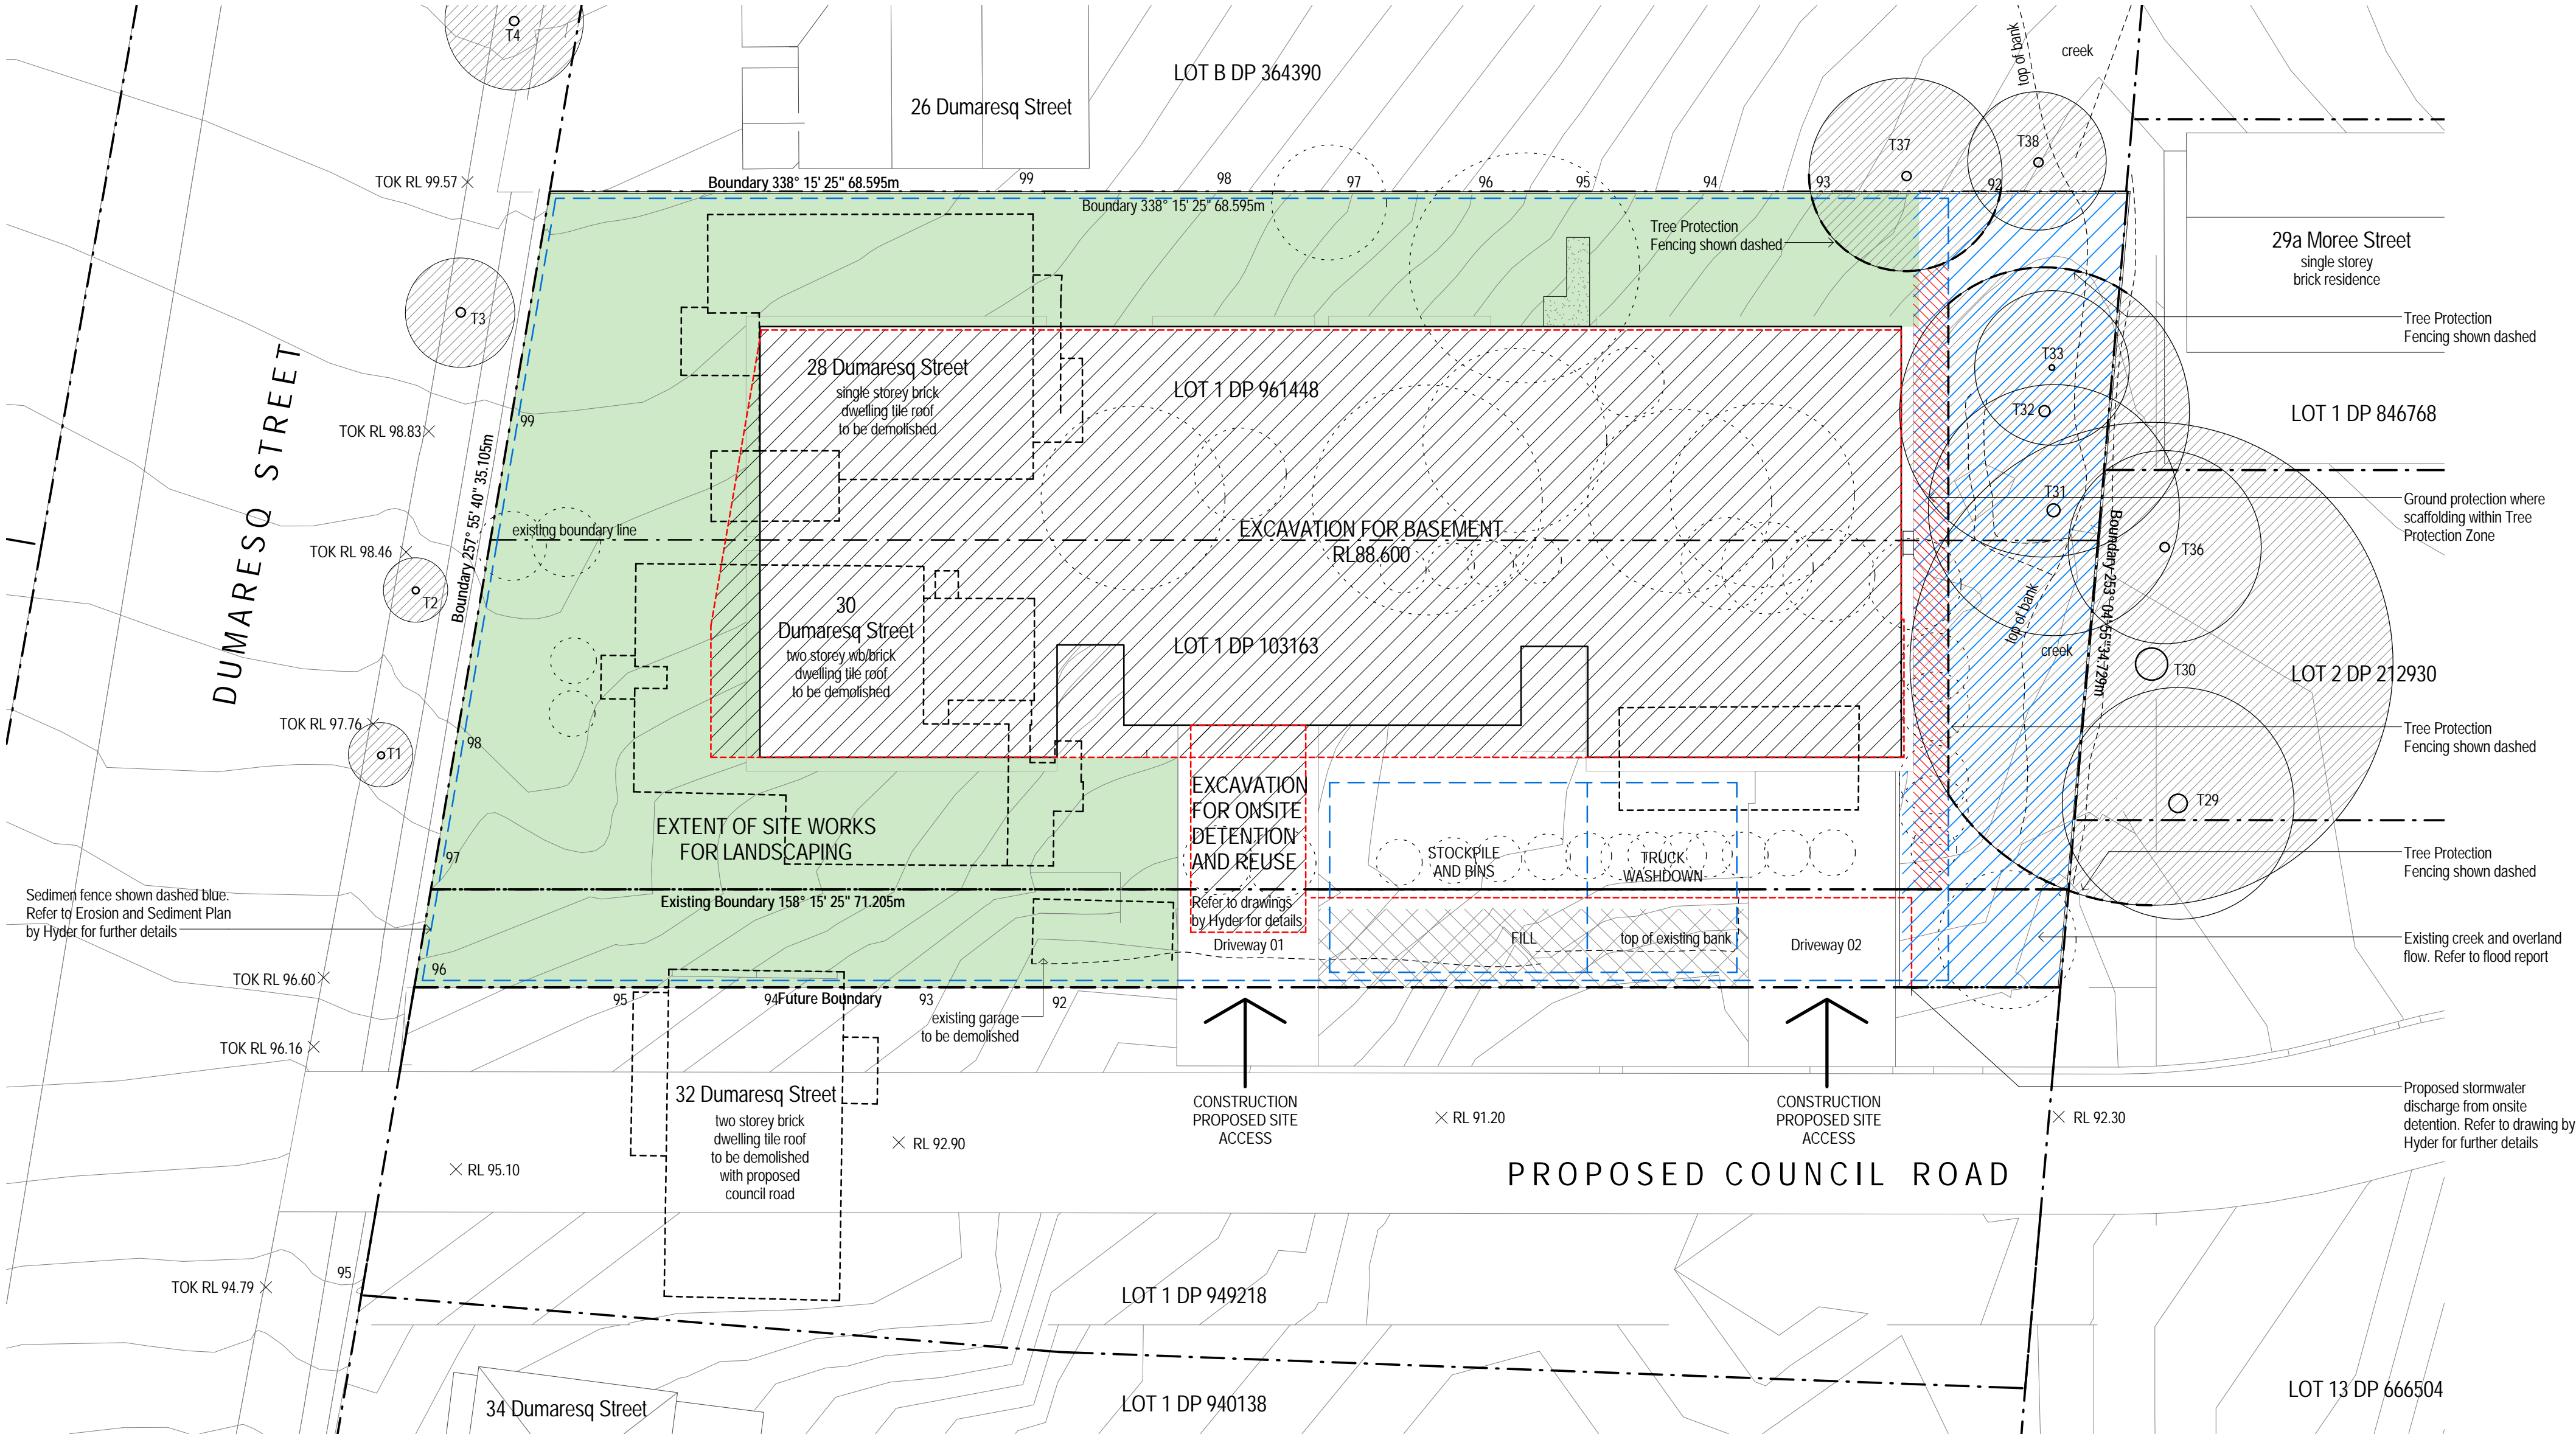 T4
26 Dumaresq Street
LOT B DP 364390
top of bank
creek
T37
T38
TOK RL 99.57
Boundary 338° 15' 25" 68.595m
99
98
97
96
95
94
93
92
Boundary 338° 15' 25" 68.595m
Tree Protection
Fencing shown dashed
29a Moree Street
single storey
brick residence
T3
Tree Protection
Fencing shown dashed
DUMARESQ STREET
28 Dumaresq Street
single storey brick
dwelling tile roof
to be demolished
LOT 1 DP 961448
T33
T32
LOT 1 DP 846768
TOK RL 98.83
99
Boundary 257° 55' 40" 35.105m
existing boundary line
EXCAVATION FOR BASEMENT
RL88.600
T31
Ground protection where
scaffolding within Tree
Protection Zone
TOK RL 98.46
T2
T36
Boundary 253° 04' 55" 34.729m
30
Dumaresq Street
two storey wb/brick
dwelling tile roof
to be demolished
LOT 1 DP 103163
top of bank
creek
T30
LOT 2 DP 212930
TOK RL 97.76
T1
98
Tree Protection
Fencing shown dashed
EXCAVATION
FOR ONSITE
DETENTION
AND REUSE
T29
EXTENT OF SITE WORKS
FOR LANDSCAPING
STOCKPILE
AND BINS
TRUCK
WASHDOWN
Tree Protection
Fencing shown dashed
97
Sedimen fence shown dashed blue.
Refer to Erosion and Sediment Plan
by Hyder for further details
Existing Boundary 158° 15' 25" 71.205m
Refer to drawings
by Hyder for details
Driveway 01
FILL
top of existing bank
Driveway 02
Existing creek and overland
flow. Refer to flood report
96
TOK RL 96.60
95
94
Future Boundary
93
92
existing garage
to be demolished
TOK RL 96.16
32 Dumaresq Street
two storey brick
dwelling tile roof
to be demolished
with proposed
council road
CONSTRUCTION
PROPOSED SITE
ACCESS
CONSTRUCTION
PROPOSED SITE
ACCESS
Proposed stormwater
discharge from onsite
detention. Refer to drawing by
Hyder for further details
RL 91.20
RL 92.30
RL 92.90
RL 95.10
PROPOSED COUNCIL ROAD
95
TOK RL 94.79
LOT 1 DP 949218
34 Dumaresq Street
LOT 1 DP 940138
LOT 13 DP 666504